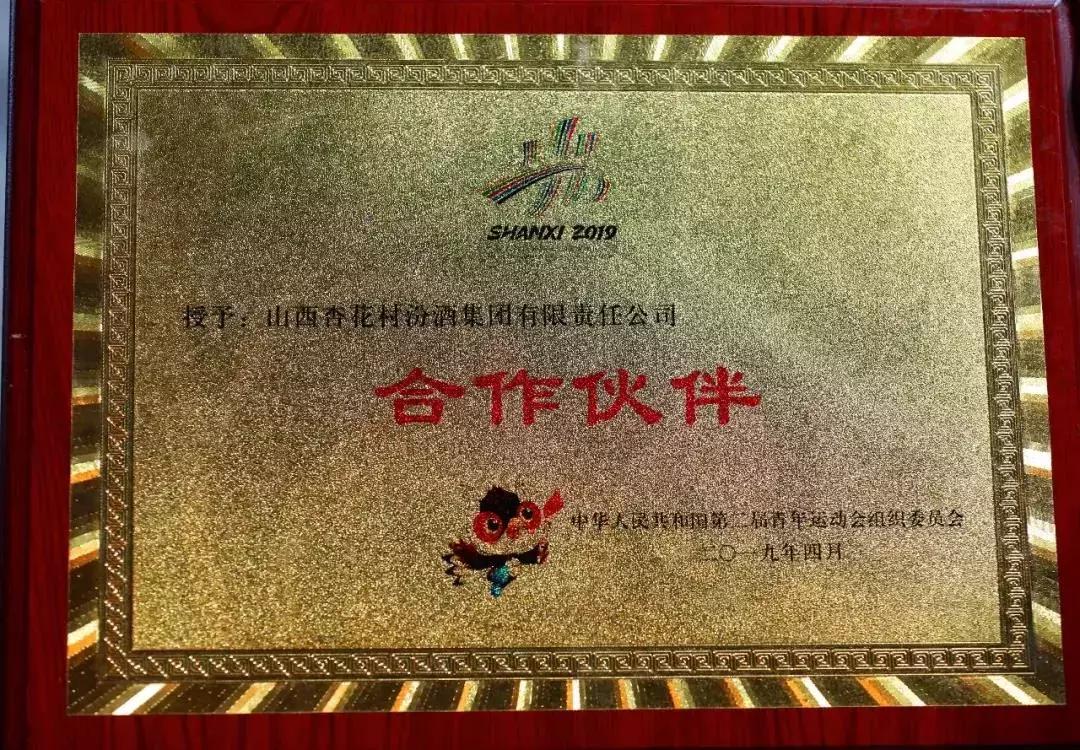 SHANXI 2019
授予：山西杏花村汾酒集团有限责任公司
合作伙伴
中华人民共和国第二届青年运动会组织委员会
二〇一九年四月